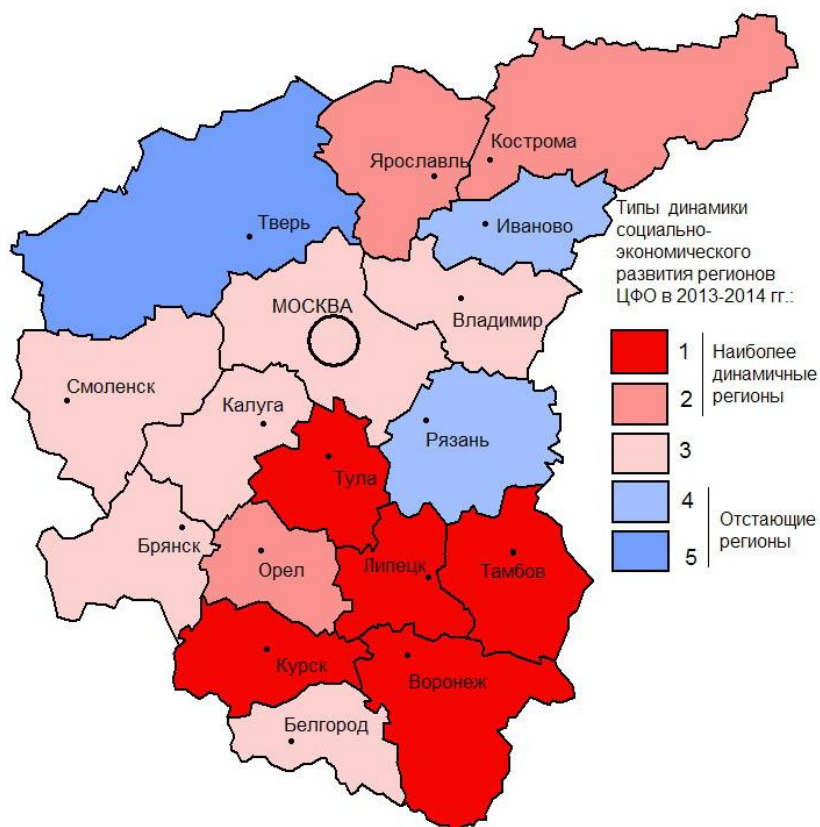 Кострома
Ярославль
Иваново
Тверь
Типы динамики
социально-
экономического
развития регионов
ЦФО в 2013-2014 гг.:
МОСКВА
Владимир
1
Наиболее
динамичные
регионы
2
Смоленск
Калуга
Рязань
3
Тула
4
Отстающие
регионы
5
Брянск
Орел
Липецк
Тамбов
Курск
Воронеж
Белгород